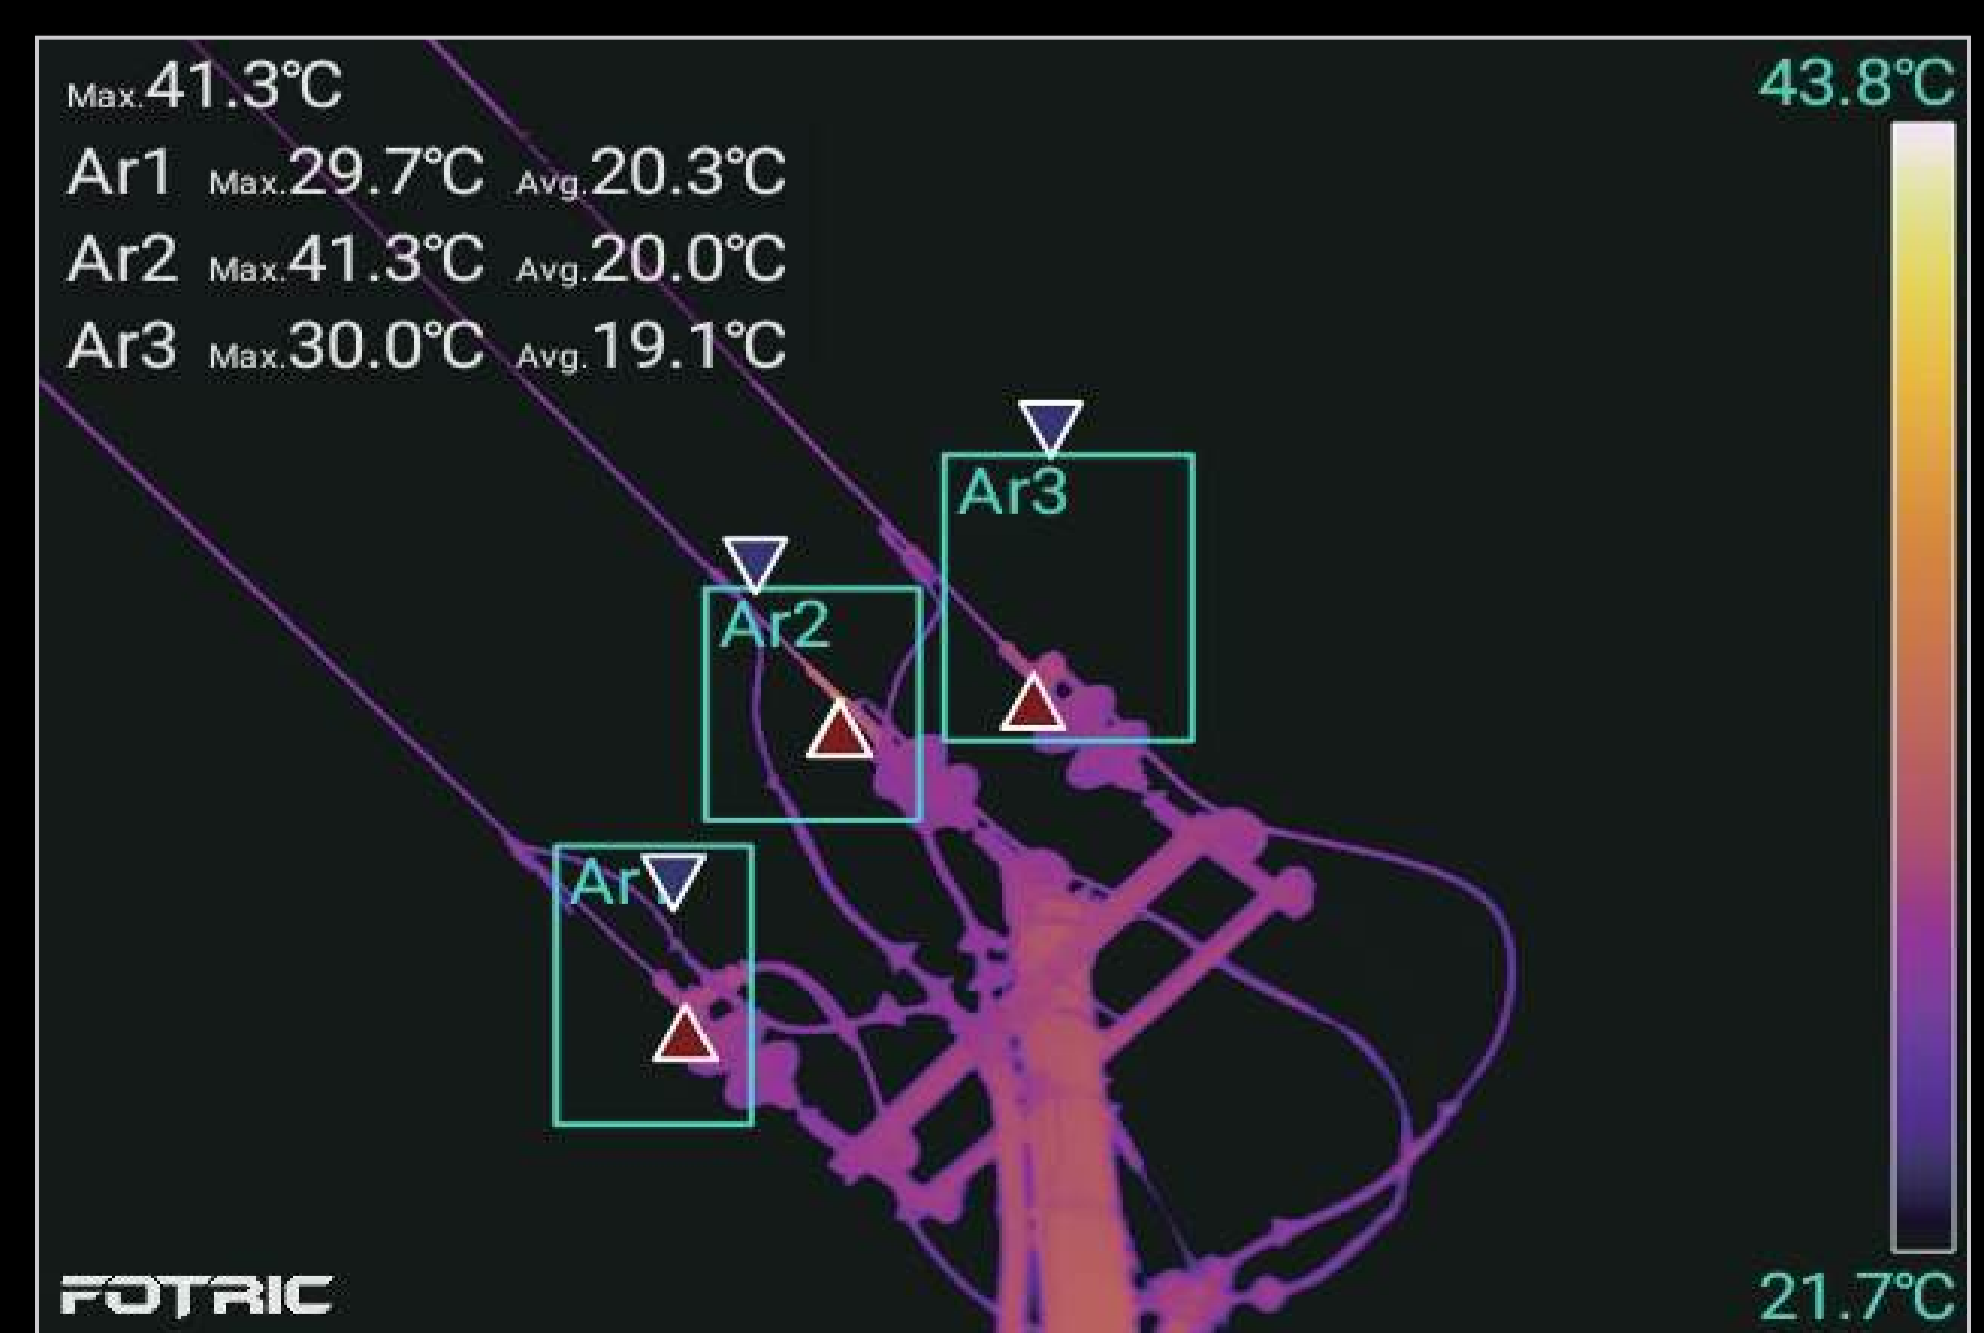 Max.41.3°C
43.8°C
Ar1 Max.29.7°C Avg.20.3°C
Ar2 Max.41.3°C Avg.20.0°C
Ar3 Max.30.0°C Avg.19.1°C
Ar3
Ar2
Ar1
FOTRIC
21.7°C